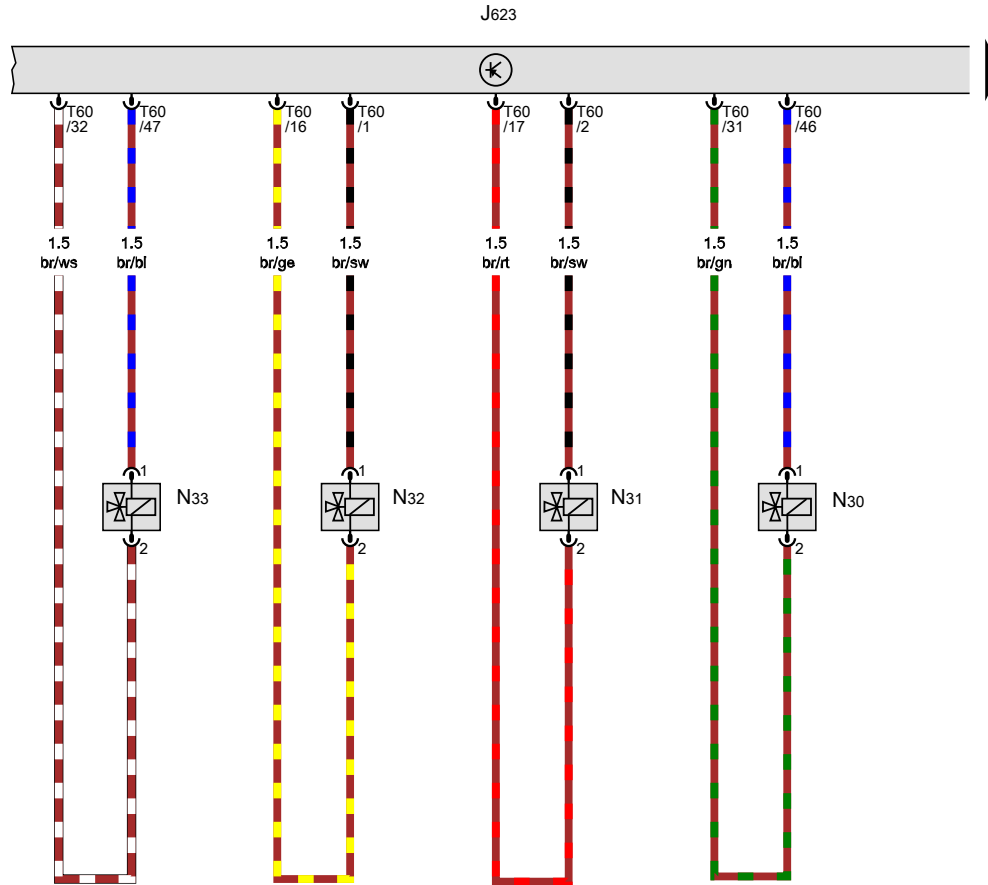 J623
T60 T60 T60 T60 T60 T60 T60 T60
/32 /47 /16 /1 /17 /2 /31 /46
1.5 1.5 1.5 1.5 1.5 1.5 1.5 1.5
br/ws br/bl br/ge br/sw br/rt br/sw br/gn br/bl
1 1 1 1
N33 N32 N31 N30
2 2 2 2